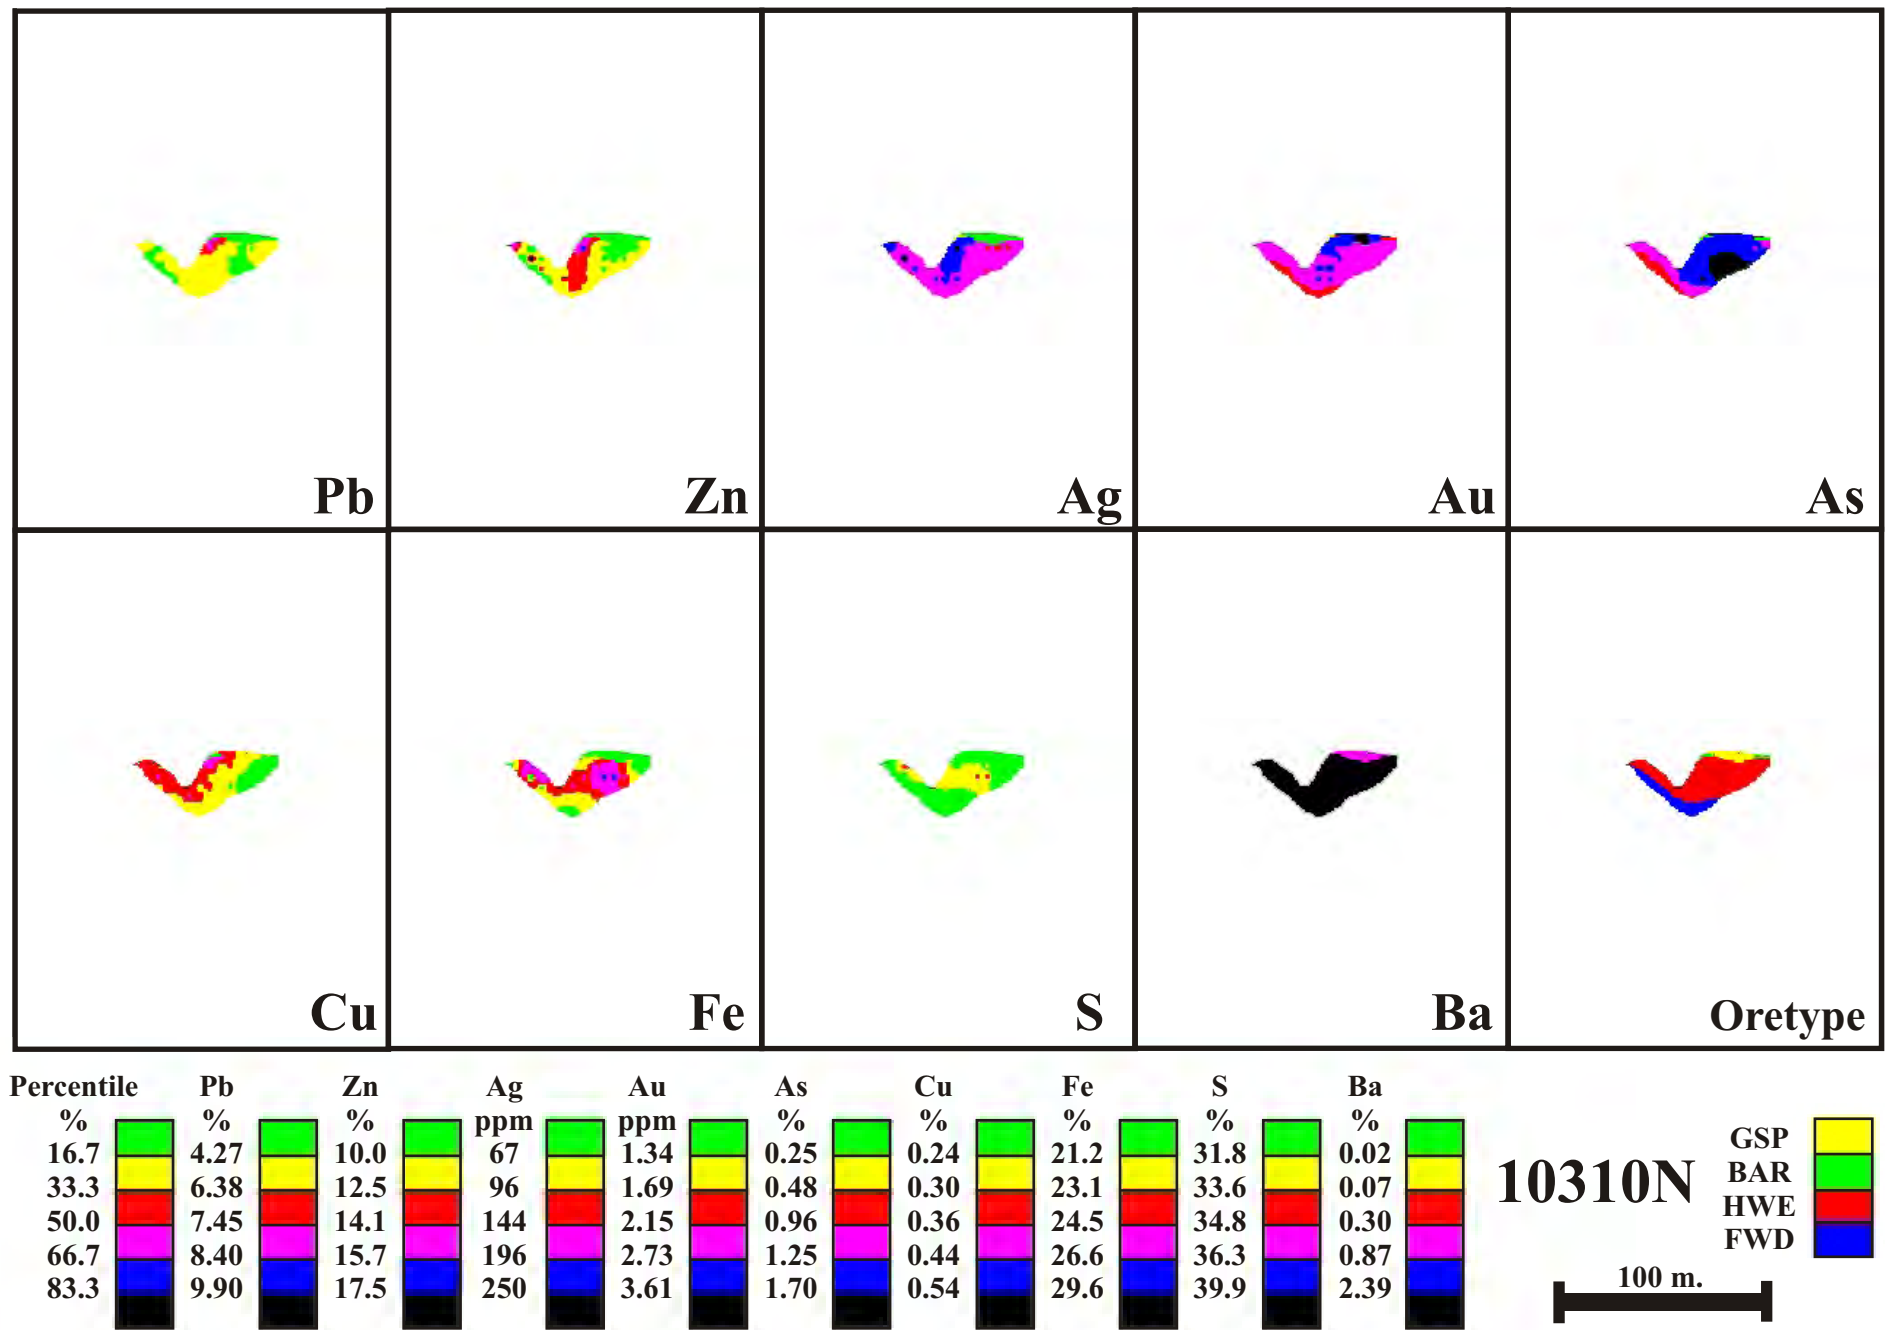 Pb Zn Ag Au As
Cu Fe S Ba Oretype
Percentile Pb Zn Ag Au As Cu Fe S Ba
% % % ppm ppm % % % % %
16.7 4.27 10.0 67 1.34 0.25 0.24 21.2 31.8 0.02
33.3 6.38 12.5 96 1.69 0.48 0.30 23.1 33.6 0.07
50.0 7.45 14.1 144 2.15 0.96 0.36 24.5 34.8 0.30
66.7 8.40 15.7 196 2.73 1.25 0.44 26.6 36.3 0.87
83.3 9.90 17.5 250 3.61 1.70 0.54 29.6 39.9 2.39
10310N
GSP
BAR
HWE
FWD
100 m.